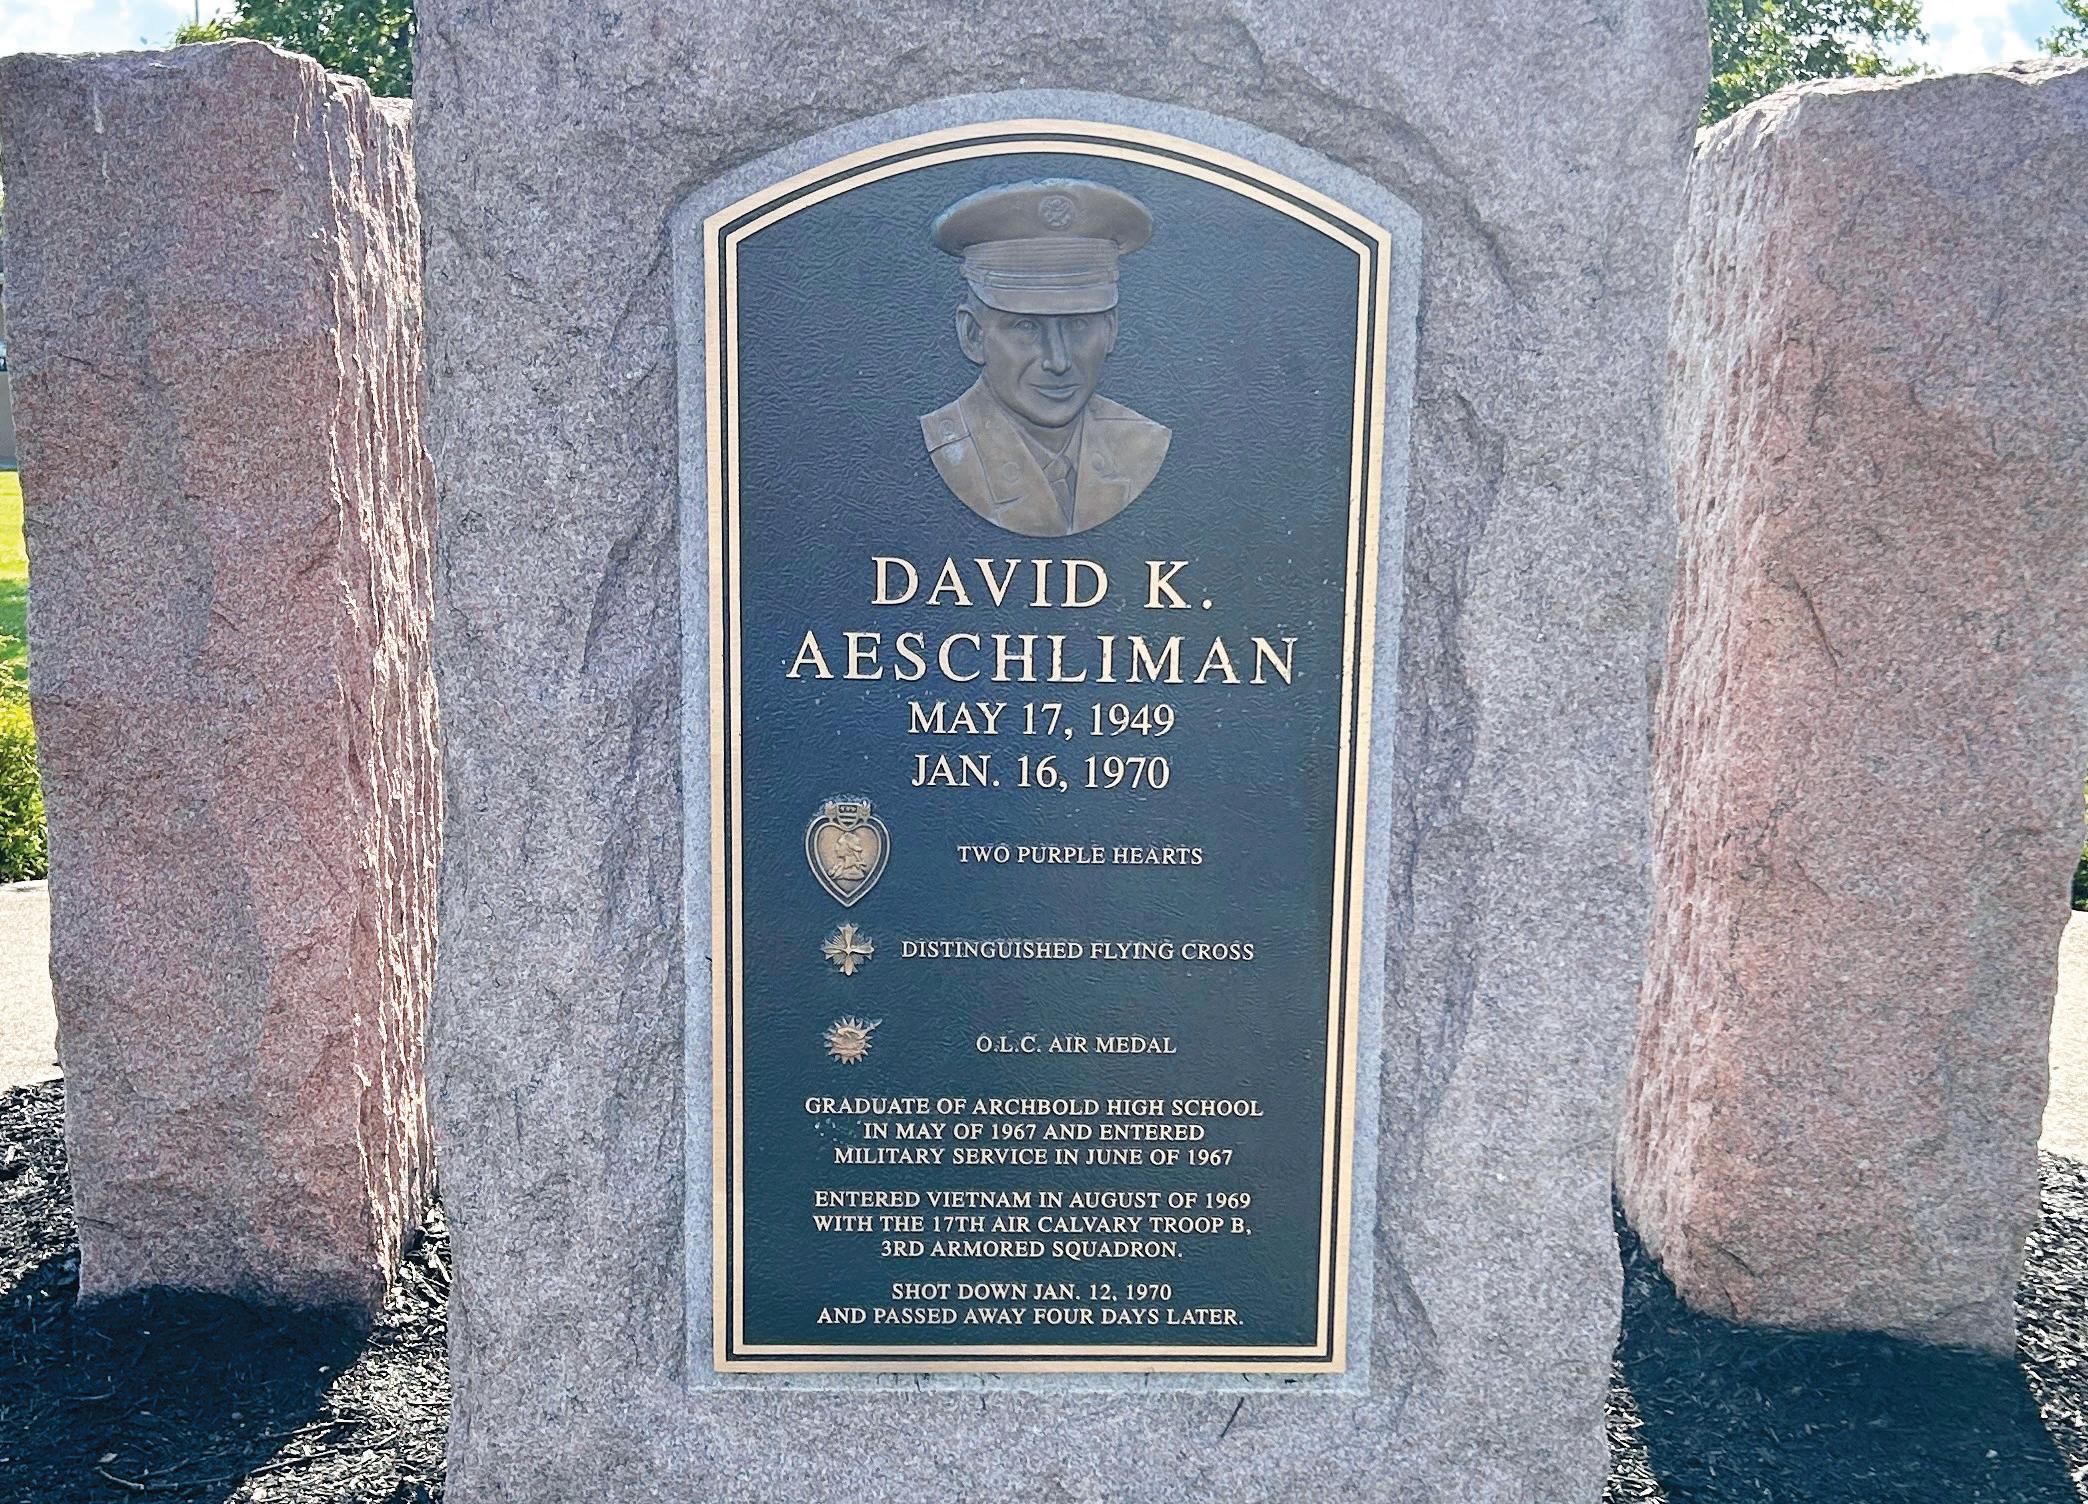 DAVID K.
AESCHLIMAN
MAY 17, 1949
JAN. 16, 1970
TWO PURPLE HEARTS
DISTINGUISHED FLYING CROSS
O.L.C. AIR MEDAL
GRADUATE OF ARCHBOLD HIGH SCHOOL
IN MAY OF 1967 AND ENTERED
MILITARY SERVICE IN JUNE OF 1967
ENTERED VIETNAM IN AUGUST OF 1969
WITH THE 17TH AIR CALVARY TROOP B,
3RD ARMORED SQUADRON.
SHOT DOWN JAN. 12, 1970
AND PASSED AWAY FOUR DAYS LATER.